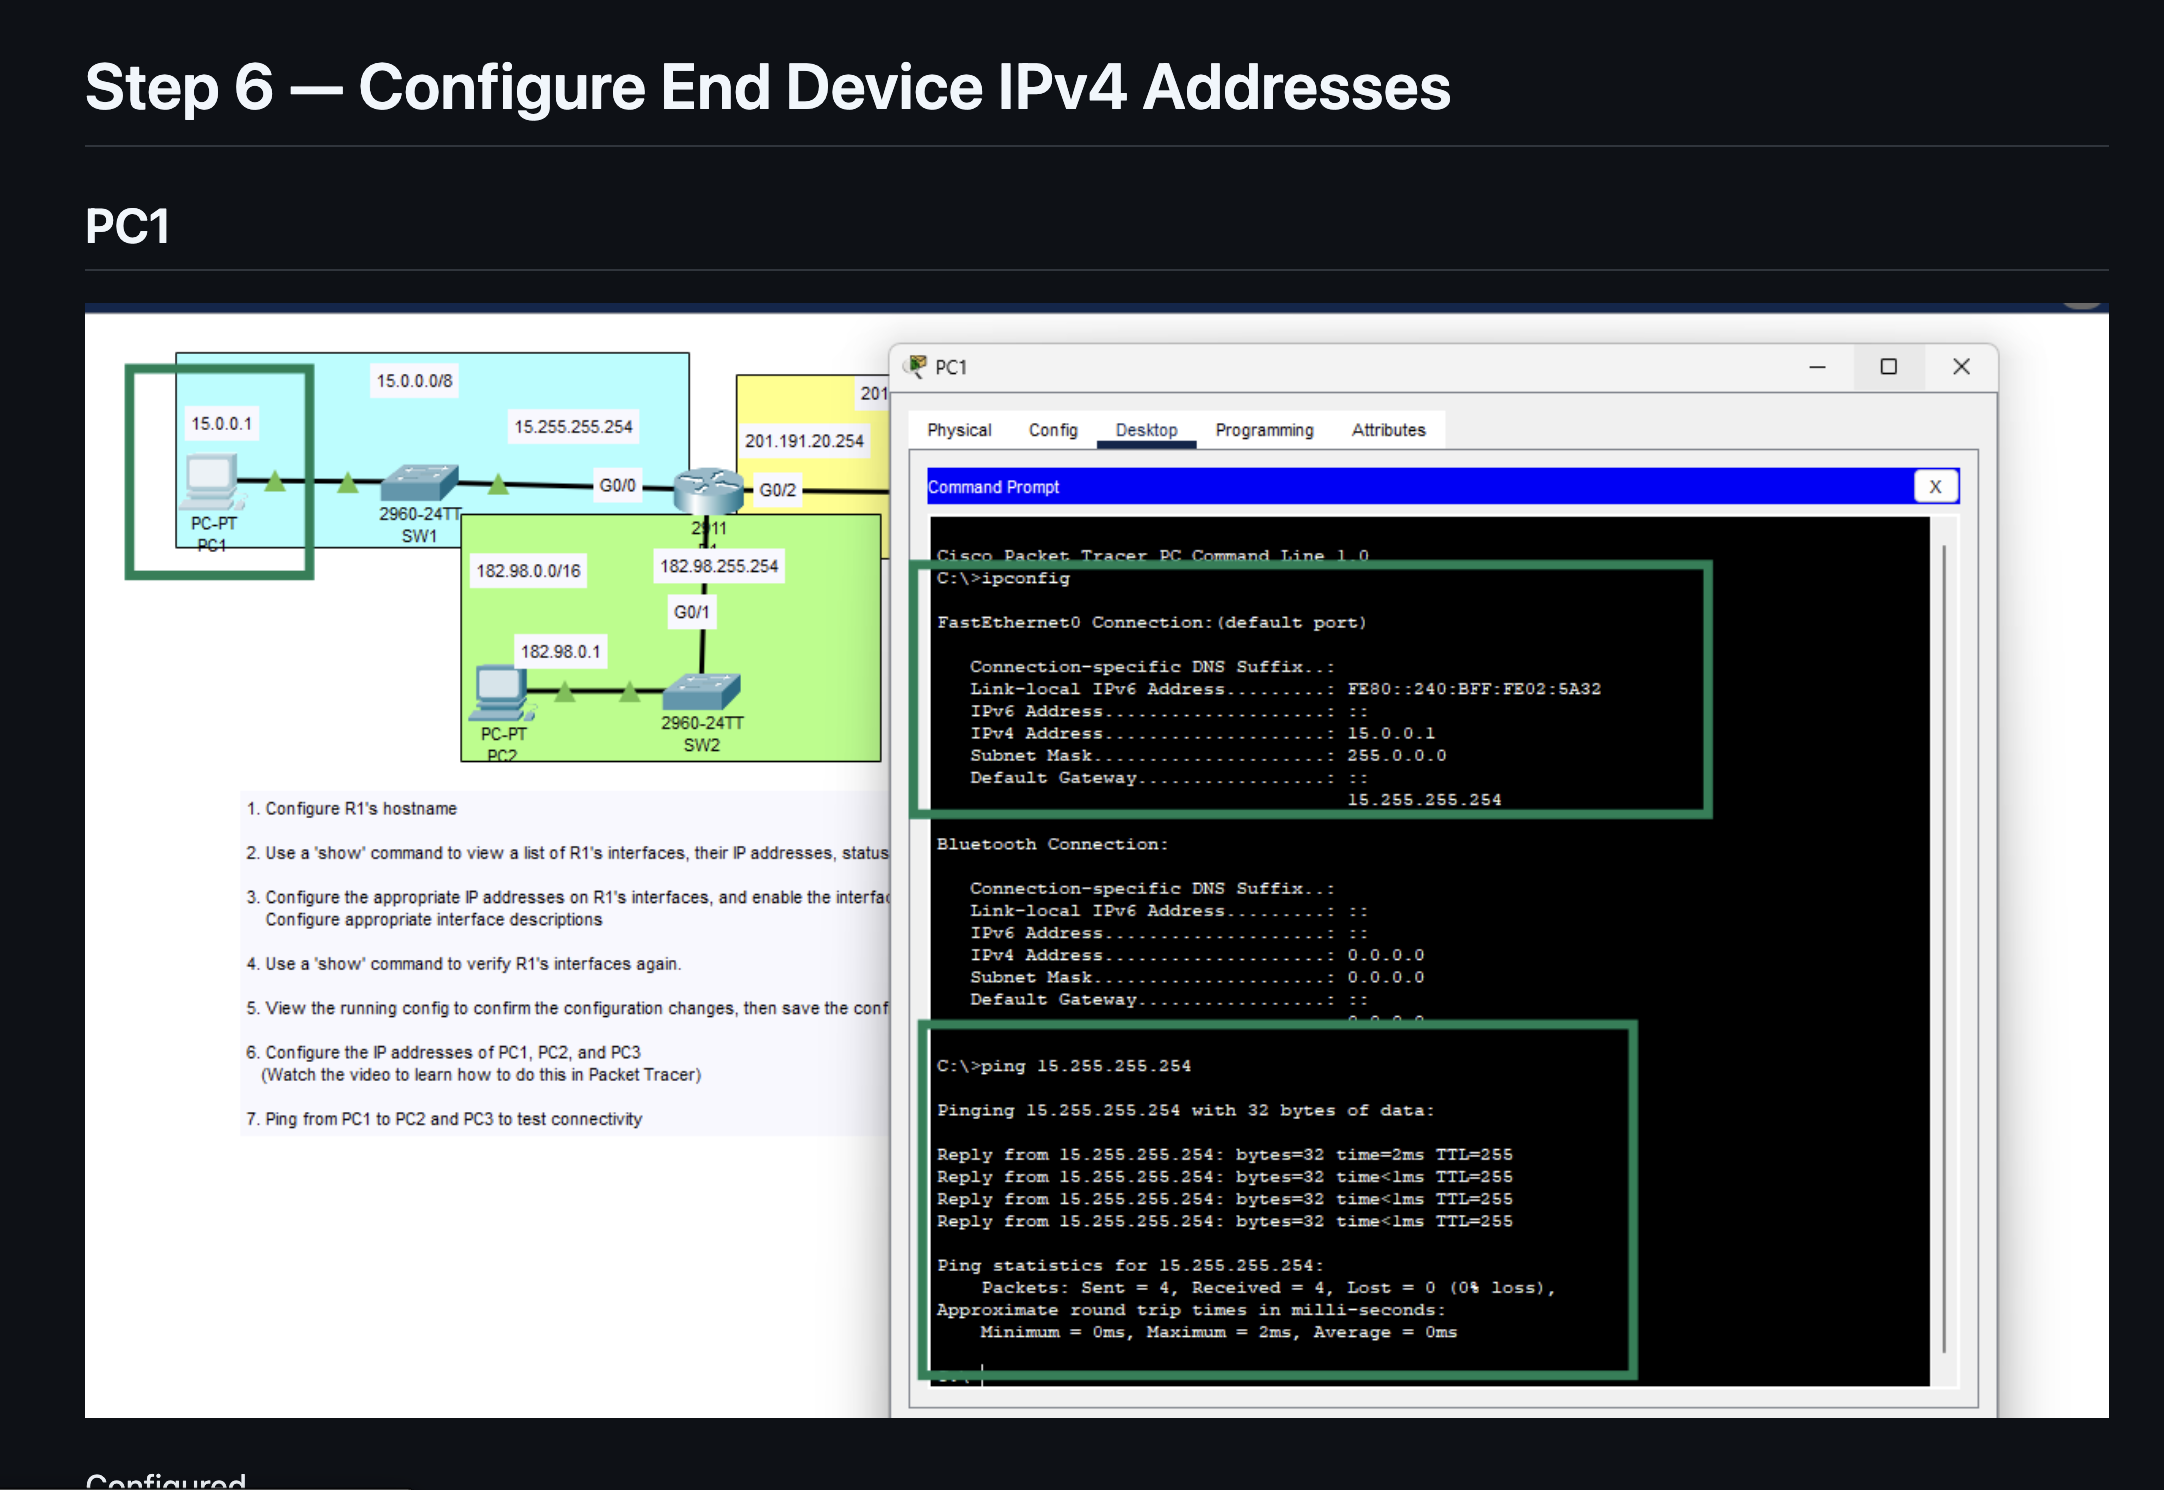 Step 6 — Configure End Device IPv4 Addresses
PC1
15.0.0.0/8
15.0.0.1
15.255.255.254
G0/0
PC-PT
PC1
2960-24TT
SW1
201
201.191.20.254
G0/2
2911
182.98.0.0/16
182.98.255.254
G0/1
182.98.0.1
PC-PT
PC2
2960-24TT
SW2
1. Configure R1's hostname
2. Use a 'show' command to view a list of R1's interfaces, their IP addresses, status
3. Configure the appropriate IP addresses on R1's interfaces, and enable the interfac
Configure appropriate interface descriptions
4. Use a 'show' command to verify R1's interfaces again.
5. View the running config to confirm the configuration changes, then save the conf
6. Configure the IP addresses of PC1, PC2, and PC3
(Watch the video to learn how to do this in Packet Tracer)
7. Ping from PC1 to PC2 and PC3 to test connectivity
PC1
Physical Config Desktop Programming Attributes
Command Prompt X
Cisco Packet Tracer PC Command Line 1.0
C:\>ipconfig
FastEthernet0 Connection:(default port)
Connection-specific DNS Suffix..:
Link-local IPv6 Address.........: FE80::240:BFF:FE02:5A32
IPv6 Address....................: ::
IPv4 Address....................: 15.0.0.1
Subnet Mask.....................: 255.0.0.0
Default Gateway.................: ::
15.255.255.254
Bluetooth Connection:
Connection-specific DNS Suffix..:
Link-local IPv6 Address.........: ::
IPv6 Address....................: ::
IPv4 Address....................: 0.0.0.0
Subnet Mask.....................: 0.0.0.0
Default Gateway.................: ::
0.0.0.0
C:\>ping 15.255.255.254
Pinging 15.255.255.254 with 32 bytes of data:
Reply from 15.255.255.254: bytes=32 time=2ms TTL=255
Reply from 15.255.255.254: bytes=32 time<1ms TTL=255
Reply from 15.255.255.254: bytes=32 time<1ms TTL=255
Reply from 15.255.255.254: bytes=32 time<1ms TTL=255
Ping statistics for 15.255.255.254:
Packets: Sent = 4, Received = 4, Lost = 0 (0% loss),
Approximate round trip times in milli-seconds:
Minimum = 0ms, Maximum = 2ms, Average = 0ms
Configured